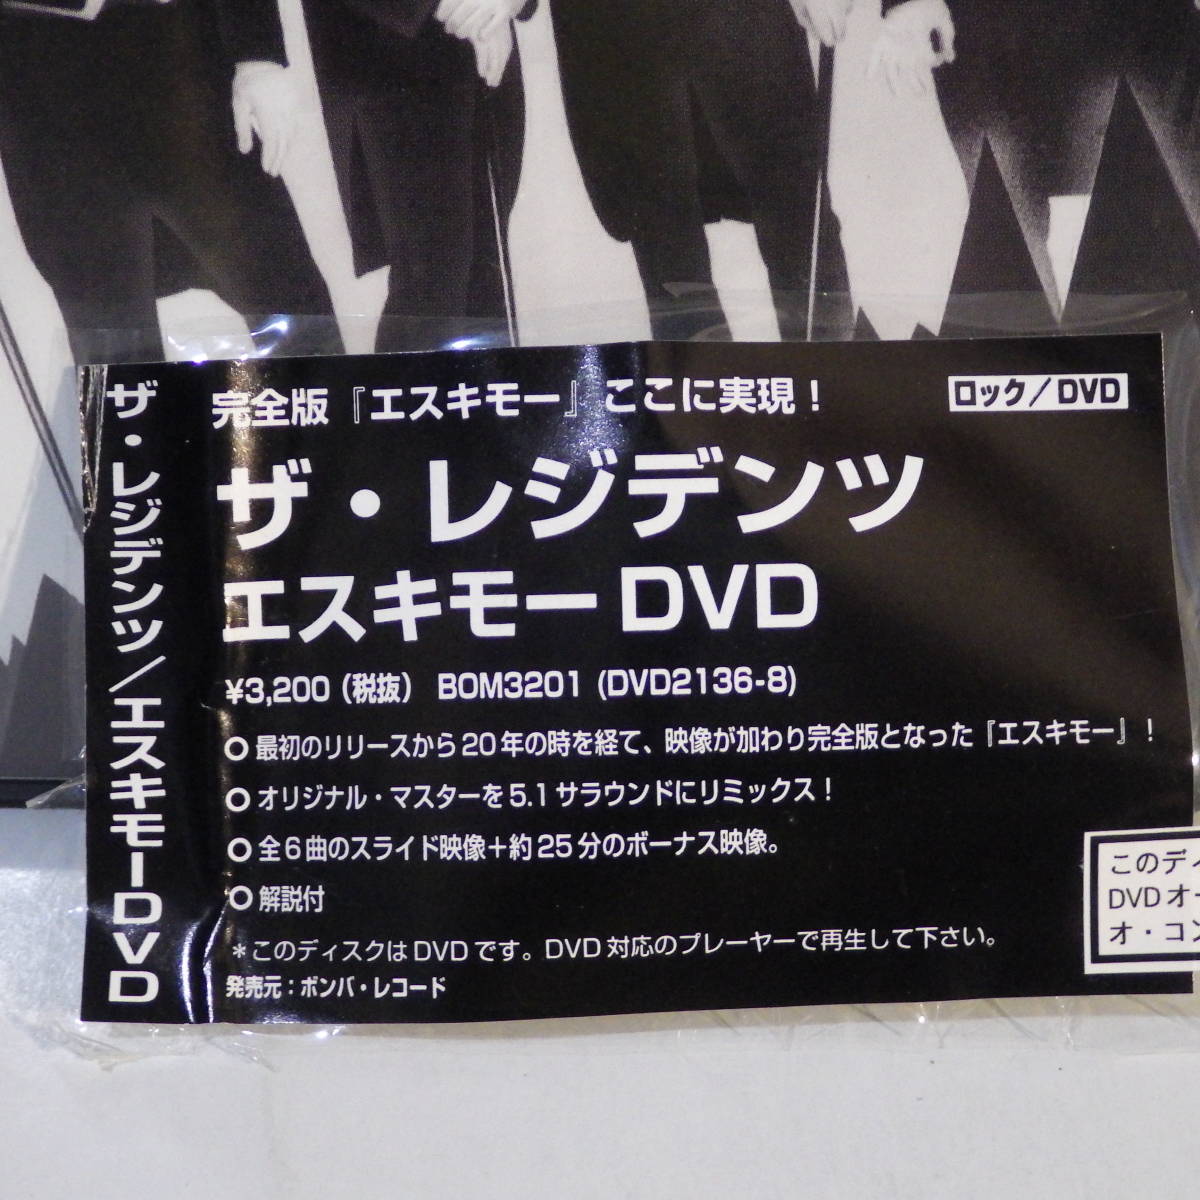 ザ・レジデンツ/エスキモーDVD
完全版『エスキモー』ここに実現！
ロック/DVD
ザ・レジデンツ
エスキモーDVD
¥3,200（税抜） BOM3201 (DVD2136-8)
○ 最初のリリースから20年の時を経て、映像が加わり完全版となった『エスキモー』！
○ オリジナル・マスターを5.1サラウンドにリミックス！
○ 全6曲のスライド映像＋約25分のボーナス映像。
○ 解説付
＊このディスクはDVDです。DVD対応のプレーヤーで再生して下さい。
発売元：ボンバ・レコード
このディ
DVDオー
オ・コン